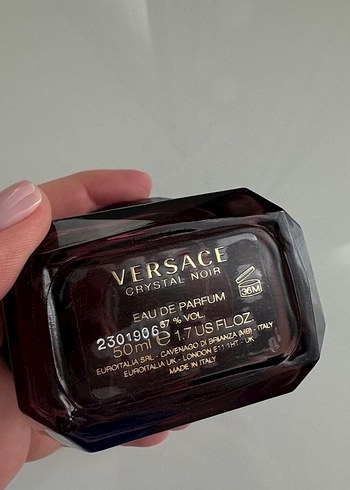 VERSACE
CRYSTAL NOIR
36M
EAU DE PARFUM
2301906 87 % VOL.
50ml e 1.7 US FL.OZ.
EUROITALIA SRL - CAVENAGO DI BRIANZA (MB) - ITALY
EUROITALIA UK - LONDON E11 1HT - UK
MADE IN ITALY